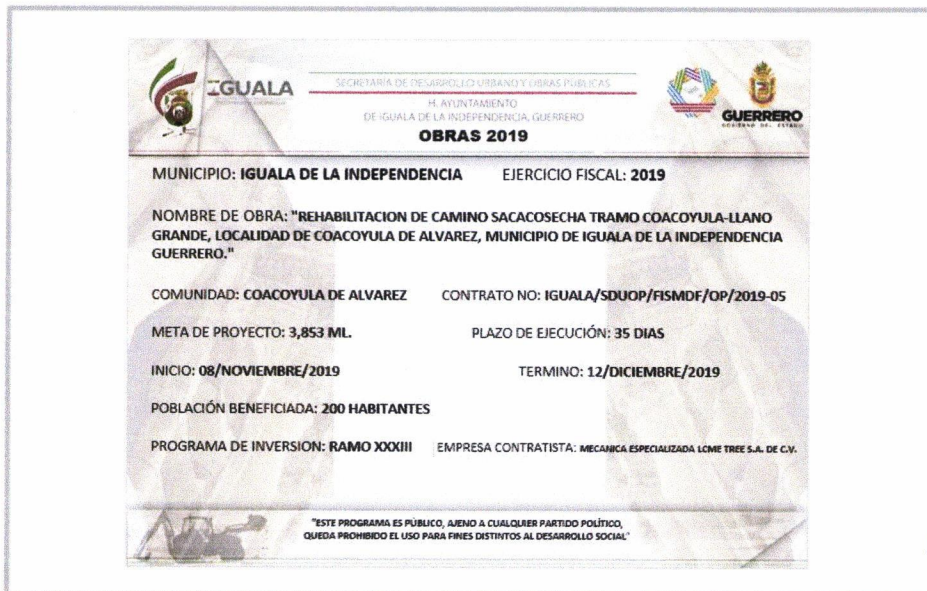 IGUALA
SECRETARÍA DE DESARROLLO URBANO Y OBRAS PÚBLICAS
H. AYUNTAMIENTO
DE IGUALA DE LA INDEPENDENCIA, GUERRERO
OBRAS 2019
GUERRERO
GOBIERNO DEL ESTADO
MUNICIPIO: IGUALA DE LA INDEPENDENCIA EJERCICIO FISCAL: 2019
NOMBRE DE OBRA: "REHABILITACION DE CAMINO SACACOSECHA TRAMO COACOYULA-LLANO
GRANDE, LOCALIDAD DE COACOYULA DE ALVAREZ, MUNICIPIO DE IGUALA DE LA INDEPENDENCIA
GUERRERO."
COMUNIDAD: COACOYULA DE ALVAREZ CONTRATO NO: IGUALA/SDUOP/FISMDF/OP/2019-05
META DE PROYECTO: 3,853 ML. PLAZO DE EJECUCIÓN: 35 DIAS
INICIO: 08/NOVIEMBRE/2019 TERMINO: 12/DICIEMBRE/2019
POBLACIÓN BENEFICIADA: 200 HABITANTES
PROGRAMA DE INVERSION: RAMO XXXIII EMPRESA CONTRATISTA: MECANICA ESPECIALIZADA LCME TREE S.A. DE C.V.
"ESTE PROGRAMA ES PÚBLICO, AJENO A CUALQUIER PARTIDO POLÍTICO,
QUEDA PROHIBIDO EL USO PARA FINES DISTINTOS AL DESARROLLO SOCIAL"